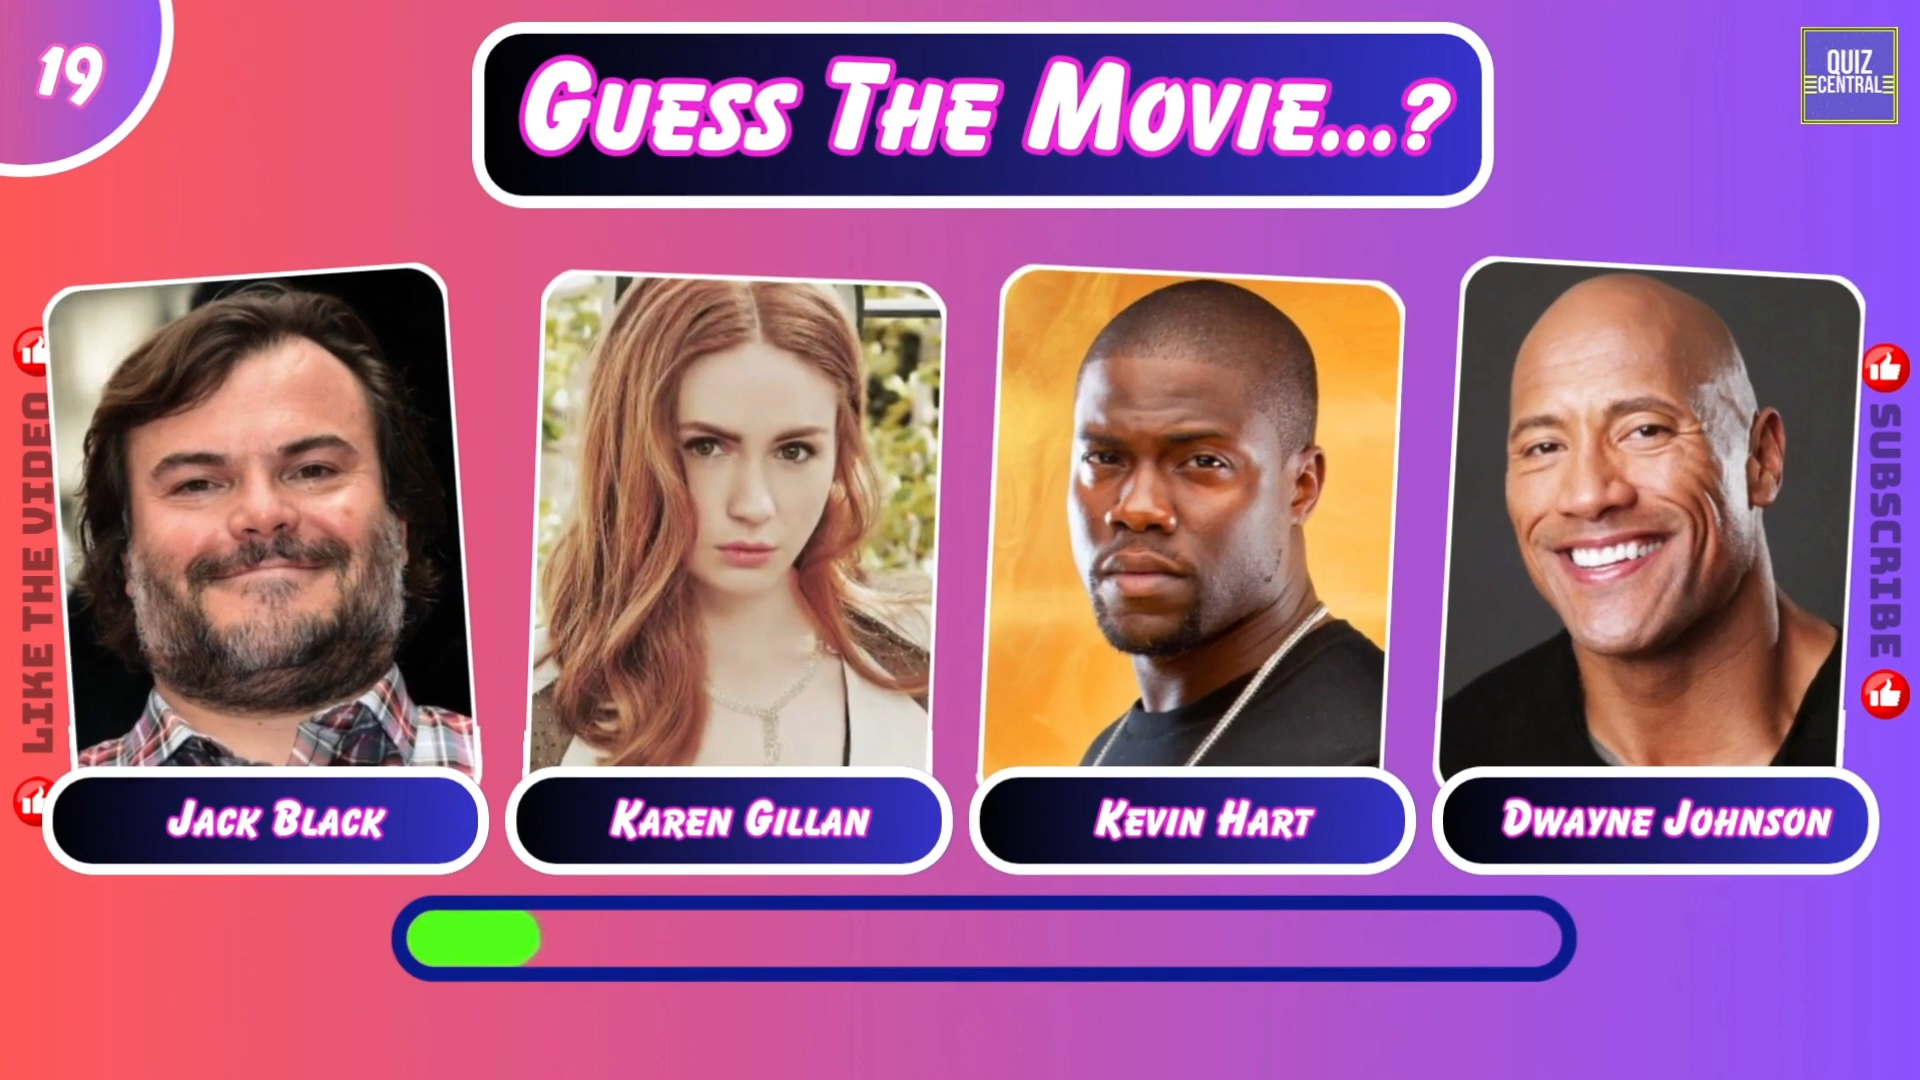 19
Guess The Movie...?
QUIZ
CENTRAL
LIKE THE VIDEO
SUBSCRIBE
Jack Black
Karen Gillan
Kevin Hart
Dwayne Johnson